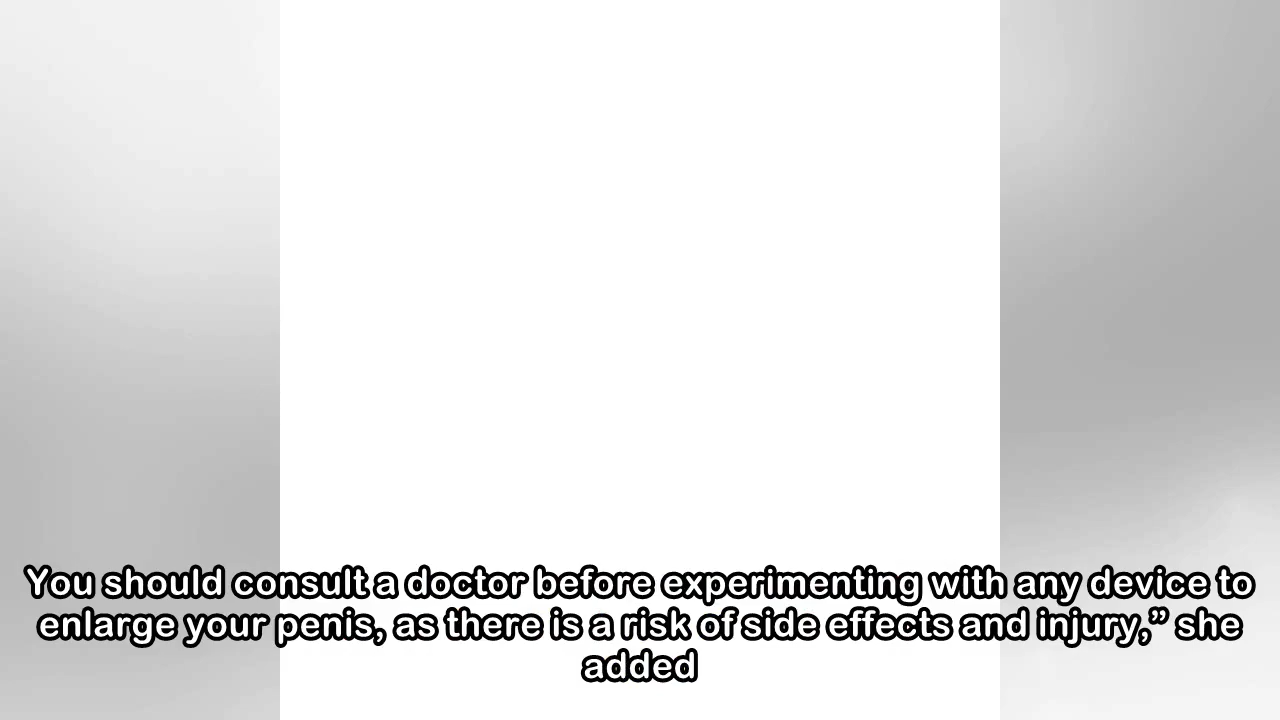 You should consult a doctor before experimenting with any device to
enlarge your penis, as there is a risk of side effects and injury,” she
added